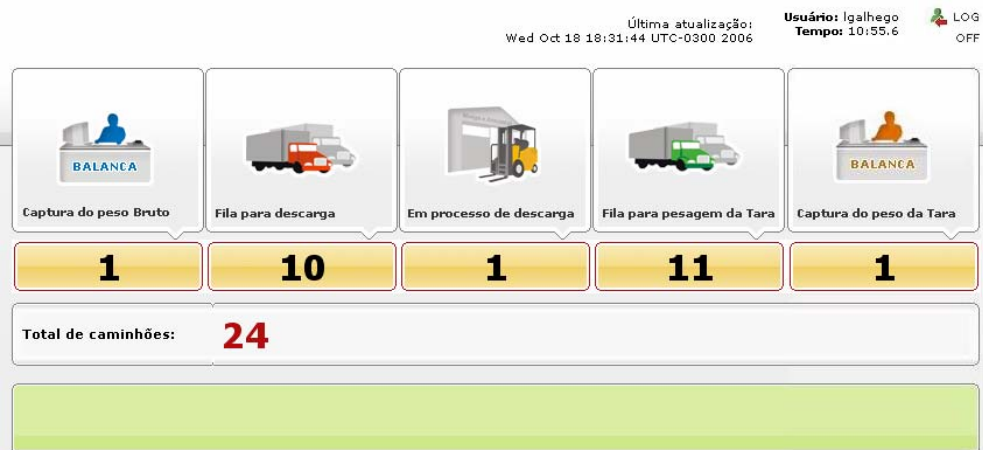 Última atualização:
Wed Oct 18 18:31:44 UTC-0300 2006
Usuário: lgalhego
Tempo: 10:55.6
LOG
OFF
BALANCA
BALANCA
Captura do peso Bruto
Fila para descarga
Em processo de descarga
Fila para pesagem da Tara
Captura do peso da Tara
1
10
1
11
1
Total de caminhões:
24